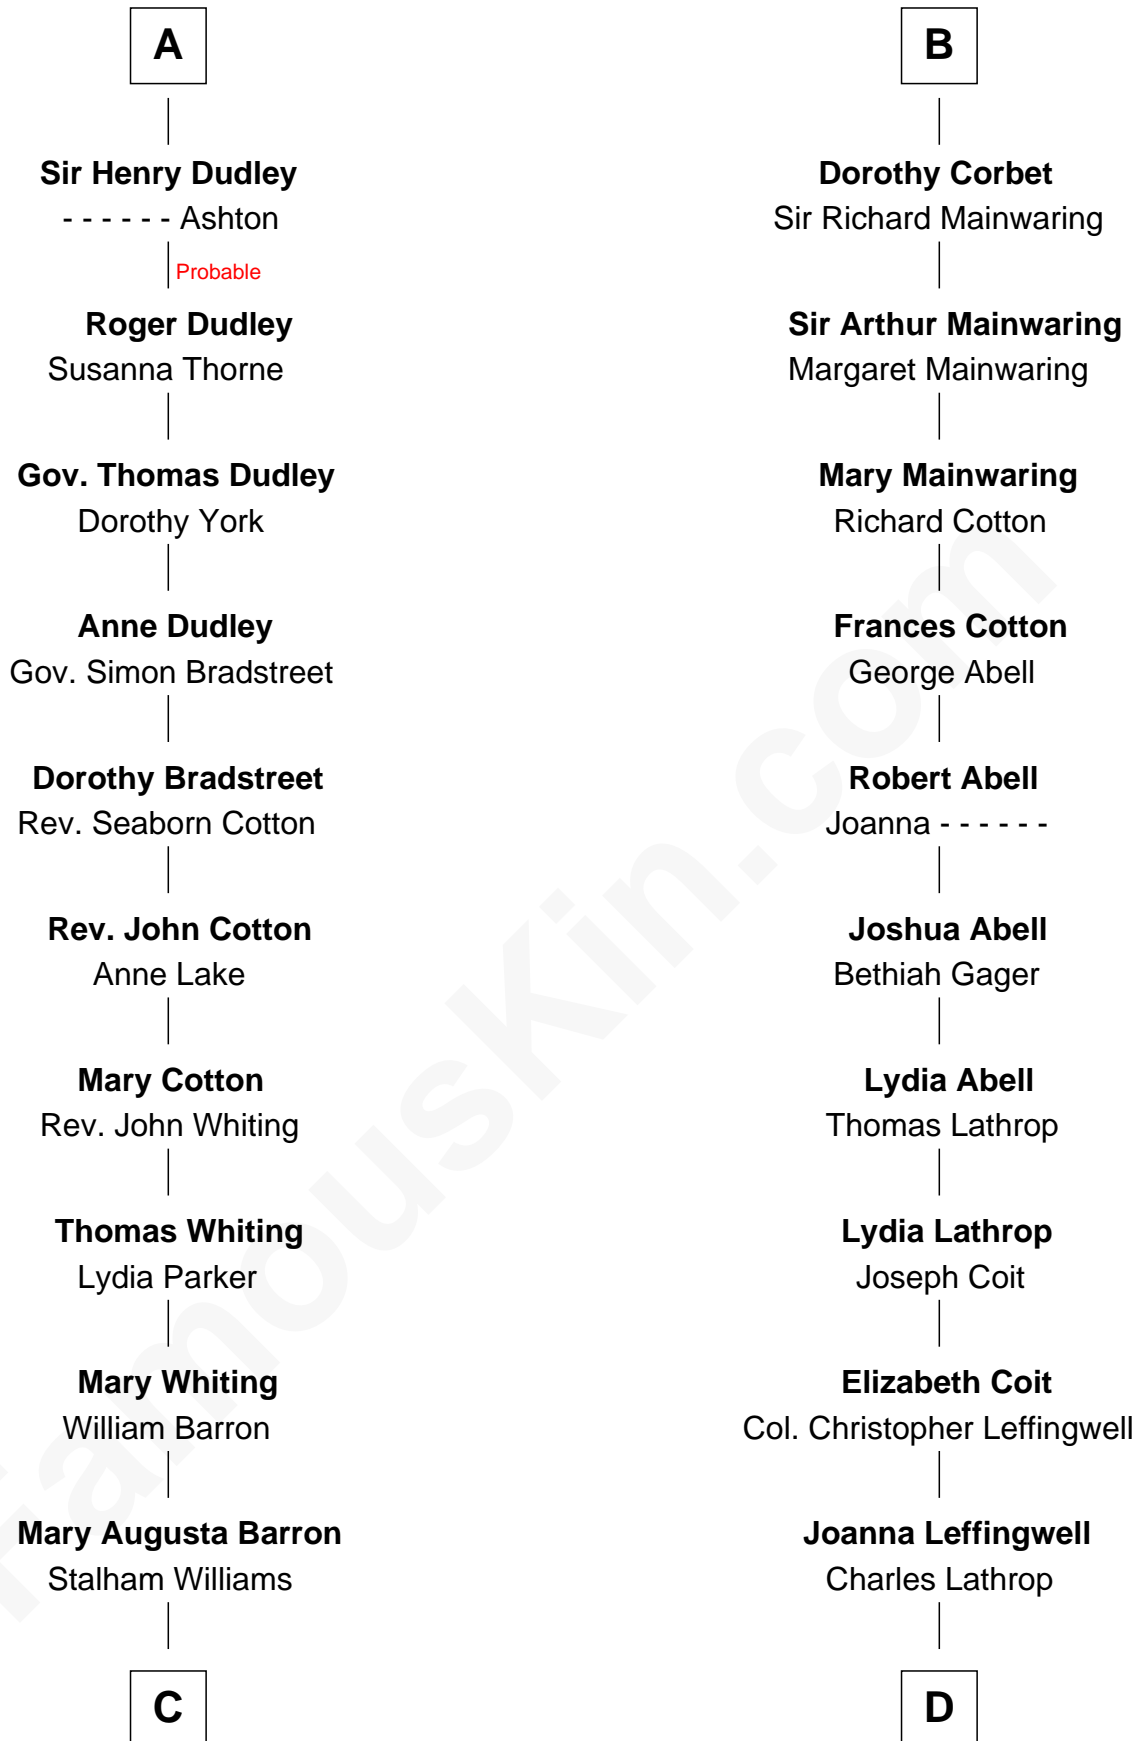 A
Sir Henry Dudley
- - - - - - Ashton
Probable
Roger Dudley
Susanna Thorne
Gov. Thomas Dudley
Dorothy York
Anne Dudley
Gov. Simon Bradstreet
Dorothy Bradstreet
Rev. Seaborn Cotton
Rev. John Cotton
Anne Lake
Mary Cotton
Rev. John Whiting
Thomas Whiting
Lydia Parker
Mary Whiting
William Barron
Mary Augusta Barron
Stalham Williams
C
B
Dorothy Corbet
Sir Richard Mainwaring
Sir Arthur Mainwaring
Margaret Mainwaring
Mary Mainwaring
Richard Cotton
Frances Cotton
George Abell
Robert Abell
Joanna - - - - - -
Joshua Abell
Bethiah Gager
Lydia Abell
Thomas Lathrop
Lydia Lathrop
Joseph Coit
Elizabeth Coit
Col. Christopher Leffingwell
Joanna Leffingwell
Charles Lathrop
D
FamousKin.com